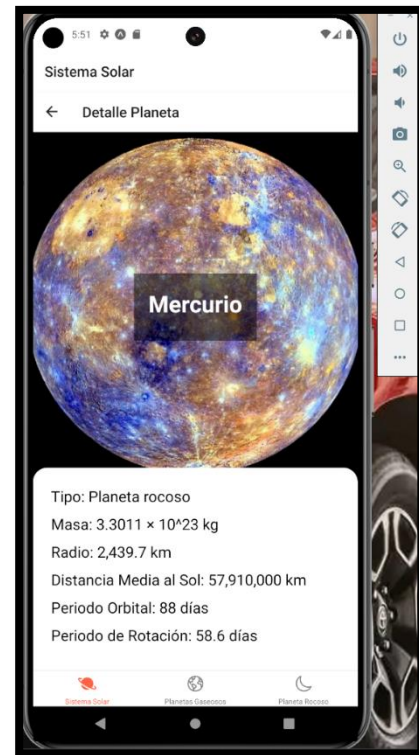 5:51
Sistema Solar
Detalle Planeta
Mercurio
Tipo: Planeta rocoso
Masa: 3.3011 × 10^23 kg
Radio: 2,439.7 km
Distancia Media al Sol: 57,910,000 km
Periodo Orbital: 88 días
Periodo de Rotación: 58.6 días
Sistema Solar Planetas Gaseosos Planeta Rocoso